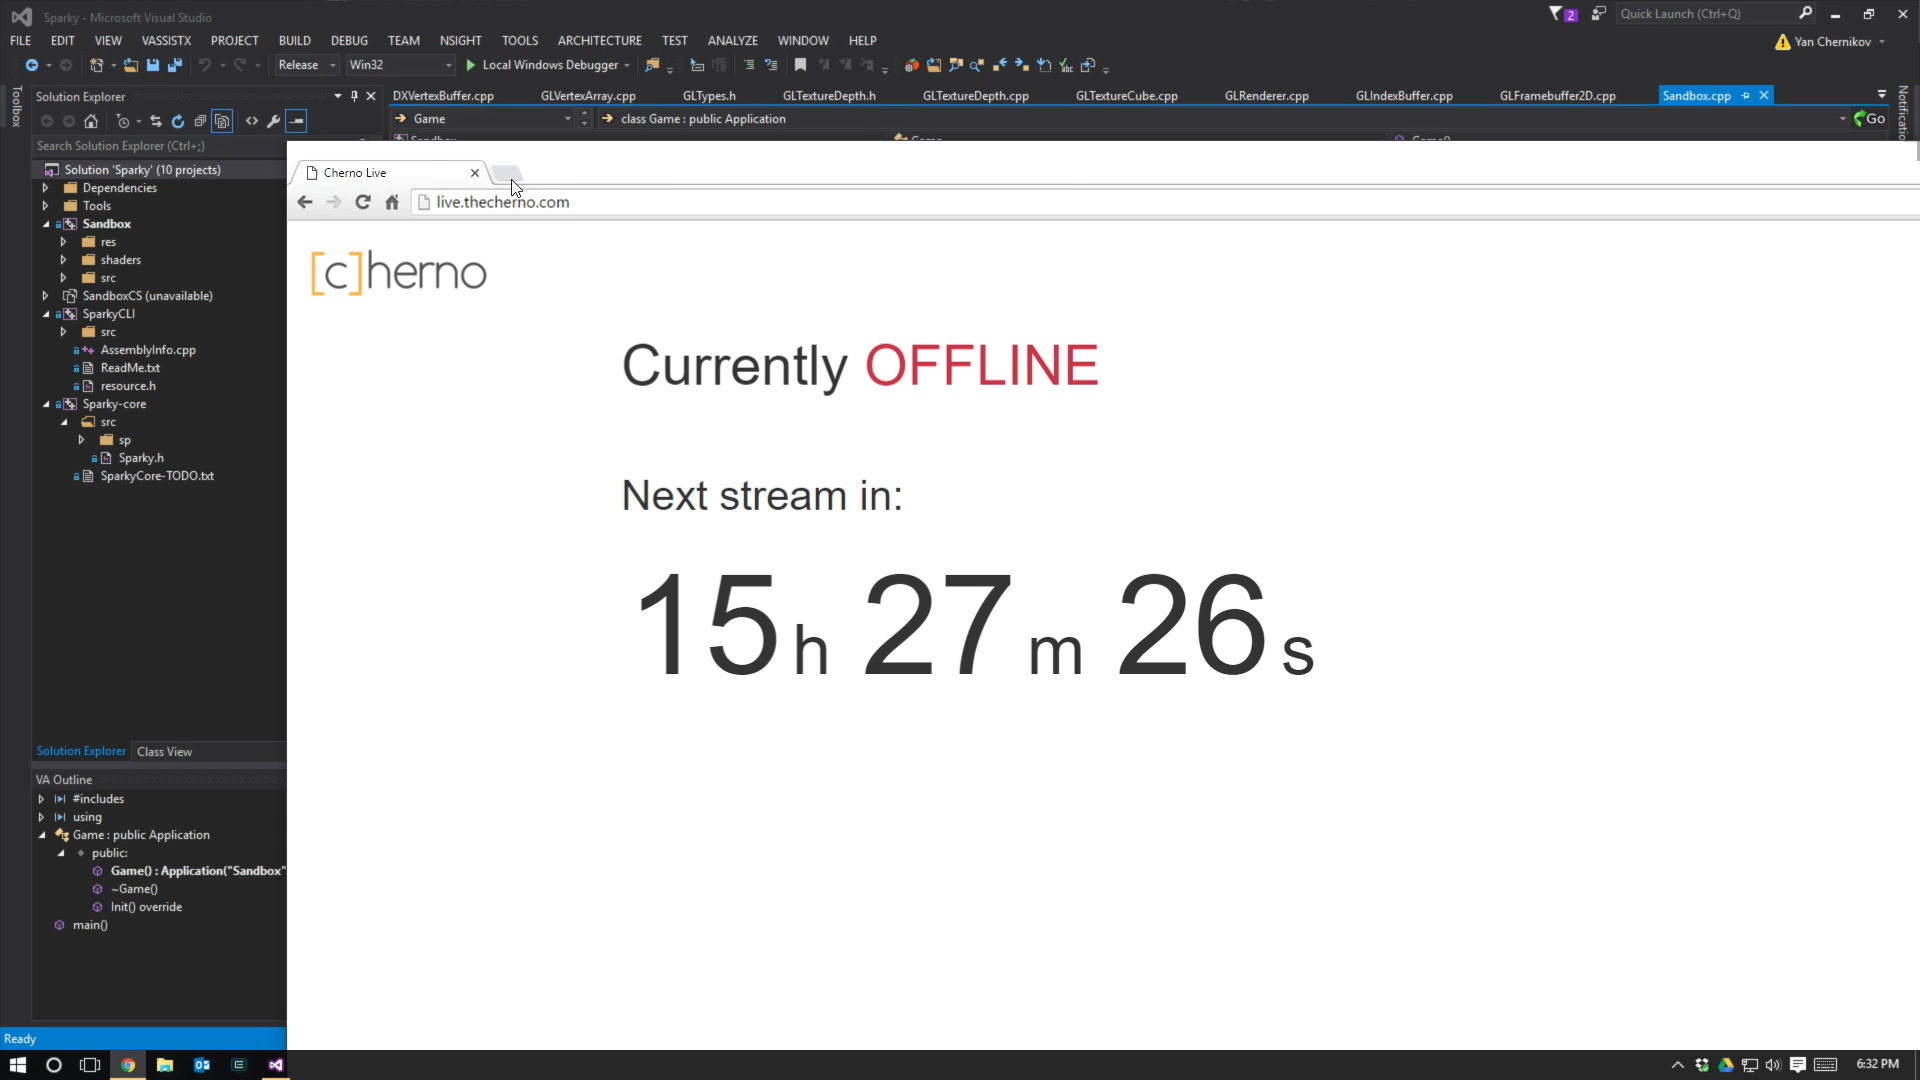 Sparky - Microsoft Visual Studio
2
Quick Launch (Ctrl+Q)
FILE EDIT VIEW VASSISTX PROJECT BUILD DEBUG TEAM NSIGHT TOOLS ARCHITECTURE TEST ANALYZE WINDOW HELP
Yan Chernikov
Release Win32 Local Windows Debugger
Toolbox
Solution Explorer
DXVertexBuffer.cpp GLVertexArray.cpp GLTypes.h GLTextureDepth.h GLTextureDepth.cpp GLTextureCube.cpp GLRenderer.cpp GLIndexBuffer.cpp GLFramebuffer2D.cpp Sandbox.cpp
Game class Game : public Application Go
Search Solution Explorer (Ctrl+;)
Solution 'Sparky' (10 projects)
Dependencies
Tools
Sandbox
res
shaders
src
SandboxCS (unavailable)
SparkyCLI
src
AssemblyInfo.cpp
ReadMe.txt
resource.h
Sparky-core
src
sp
Sparky.h
SparkyCore-TODO.txt
Solution Explorer Class View
VA Outline
#includes
using
Game : public Application
public:
Game() : Application("Sandbox"
~Game()
Init() override
main()
Ready
Cherno Live
live.thecherno.com
[c]herno
Currently OFFLINE
Next stream in:
15 h 27 m 26 s
6:32 PM